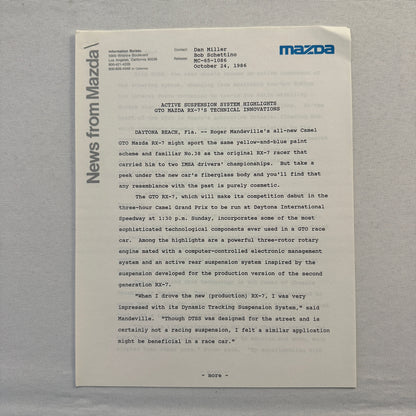 News from Mazda
Information Bureau
Contact Dan Miller
Bob Schettino
Release MC-65-1086
October 24, 1986
mazda
ACTIVE SUSPENSION SYSTEM HIGHLIGHTS
GTO MAZDA RX-7'S TECHNICAL INNOVATIONS
DAYTONA BEACH, Fla. -- Roger Mandeville's all-new Camel
GTO Mazda RX-7 might sport the same yellow-and-blue paint
scheme and familiar No.38 as the original RX-7 racer that
carried him to two IMSA drivers' championships. But take a
peek under the new car's fiberglass body and you'll find that
any resemblance with the past is purely cosmetic.
The GTO RX-7, which will make its competition debut in the
three-hour Camel Grand Prix to be run at Daytona International
Speedway at 1:30 p.m. Sunday, incorporates some of the most
sophisticated technological components ever used in a GTO race
car. Among the highlights are a powerful three-rotor rotary
engine mated with a computer-controlled electronic management
system and an active rear suspension system inspired by the
suspension developed for the production version of the second
generation RX-7.
"When I drove the new (production) RX-7, I was very
impressed with its Dynamic Tracking Suspension System," said
Mandeville. "Though DTSS was designed for the street and is
certainly not a racing suspension, I felt a similar application
might be beneficial in a race car."
- more -